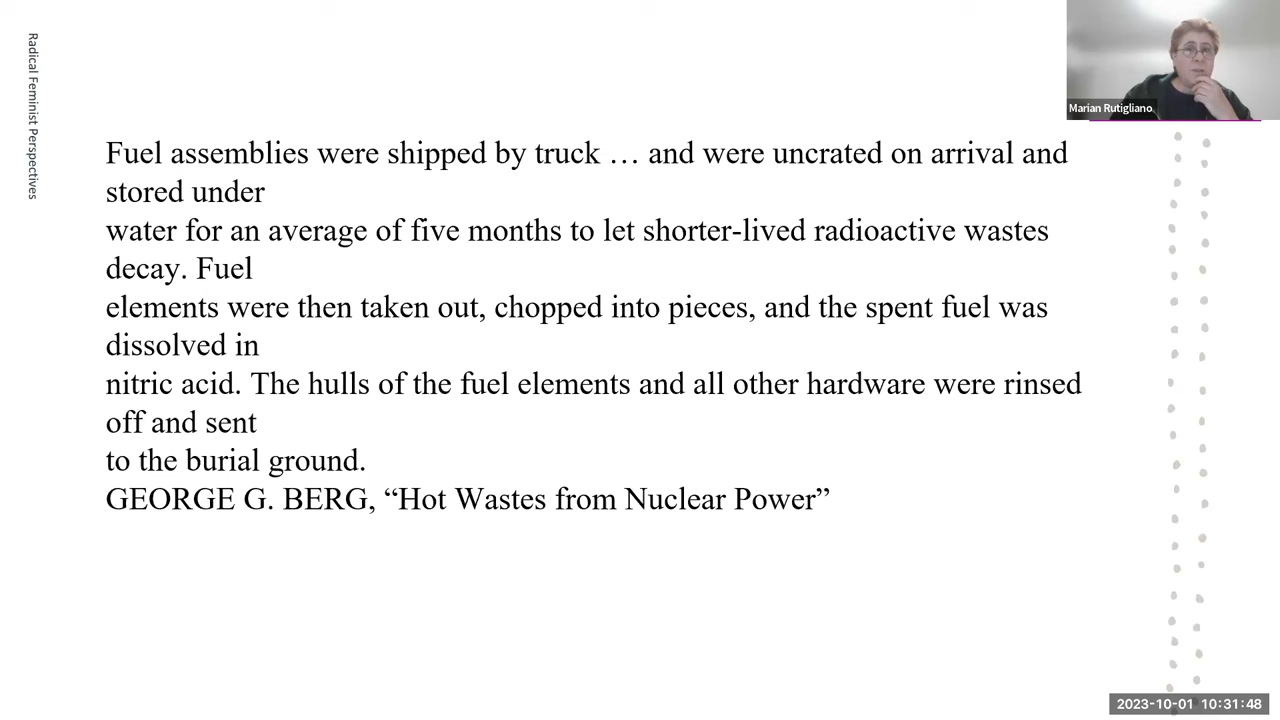 Radical Feminist Perspectives
Marian Rutigliano
Fuel assemblies were shipped by truck … and were uncrated on arrival and
stored under
water for an average of five months to let shorter-lived radioactive wastes
decay. Fuel
elements were then taken out, chopped into pieces, and the spent fuel was
dissolved in
nitric acid. The hulls of the fuel elements and all other hardware were rinsed
off and sent
to the burial ground.
GEORGE G. BERG, “Hot Wastes from Nuclear Power”
2023-10-01 10:31:48